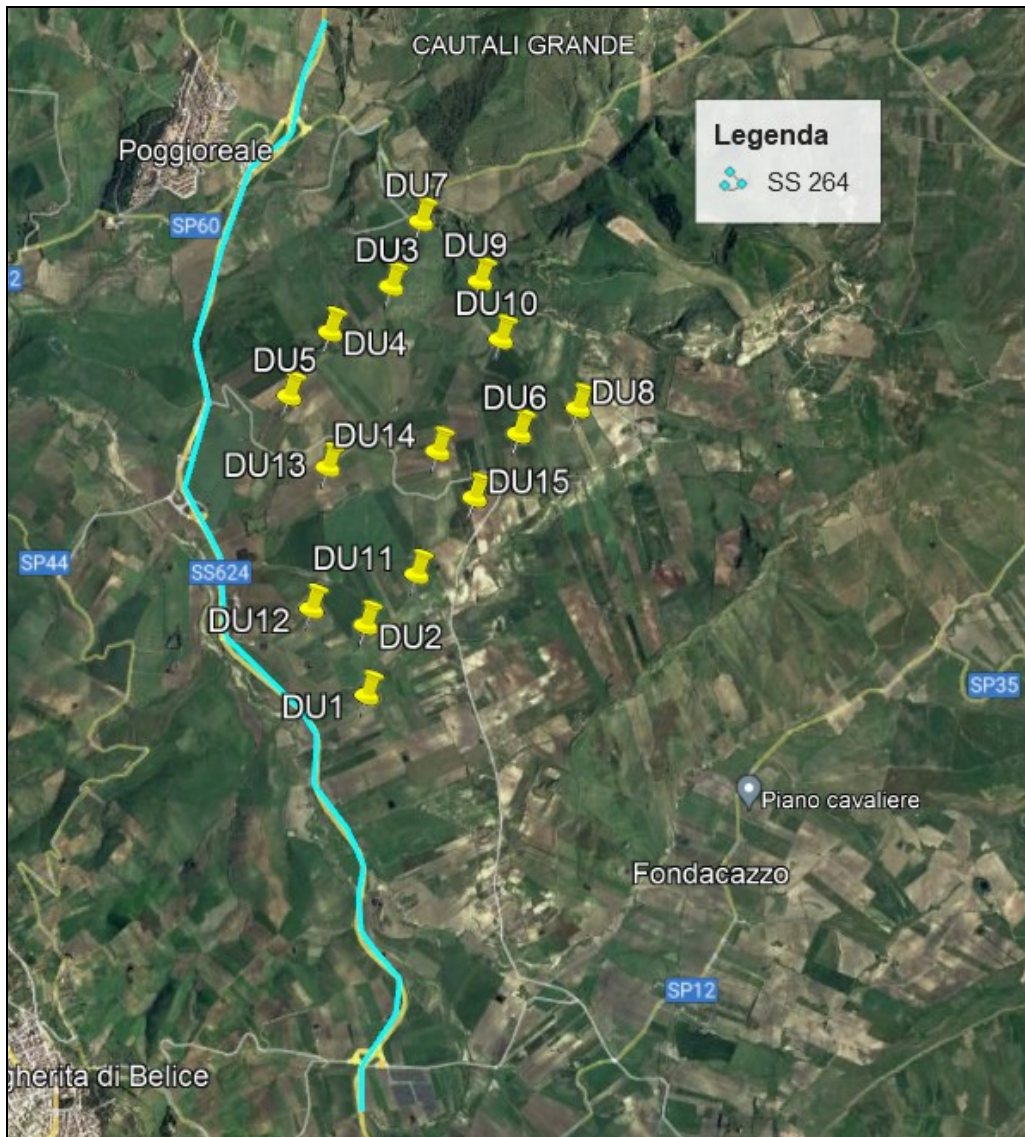 CAUTALI GRANDE
Legenda
SS 264
Poggioreale
DU7
SP60
DU3
DU9
2
DU10
DU4
DU5
DU6
DU8
DU14
DU13
DU15
SP44
SS624
DU11
DU12
DU2
SP35
DU1
Piano cavaliere
Fondacazzo
SP12
gherita di Belice